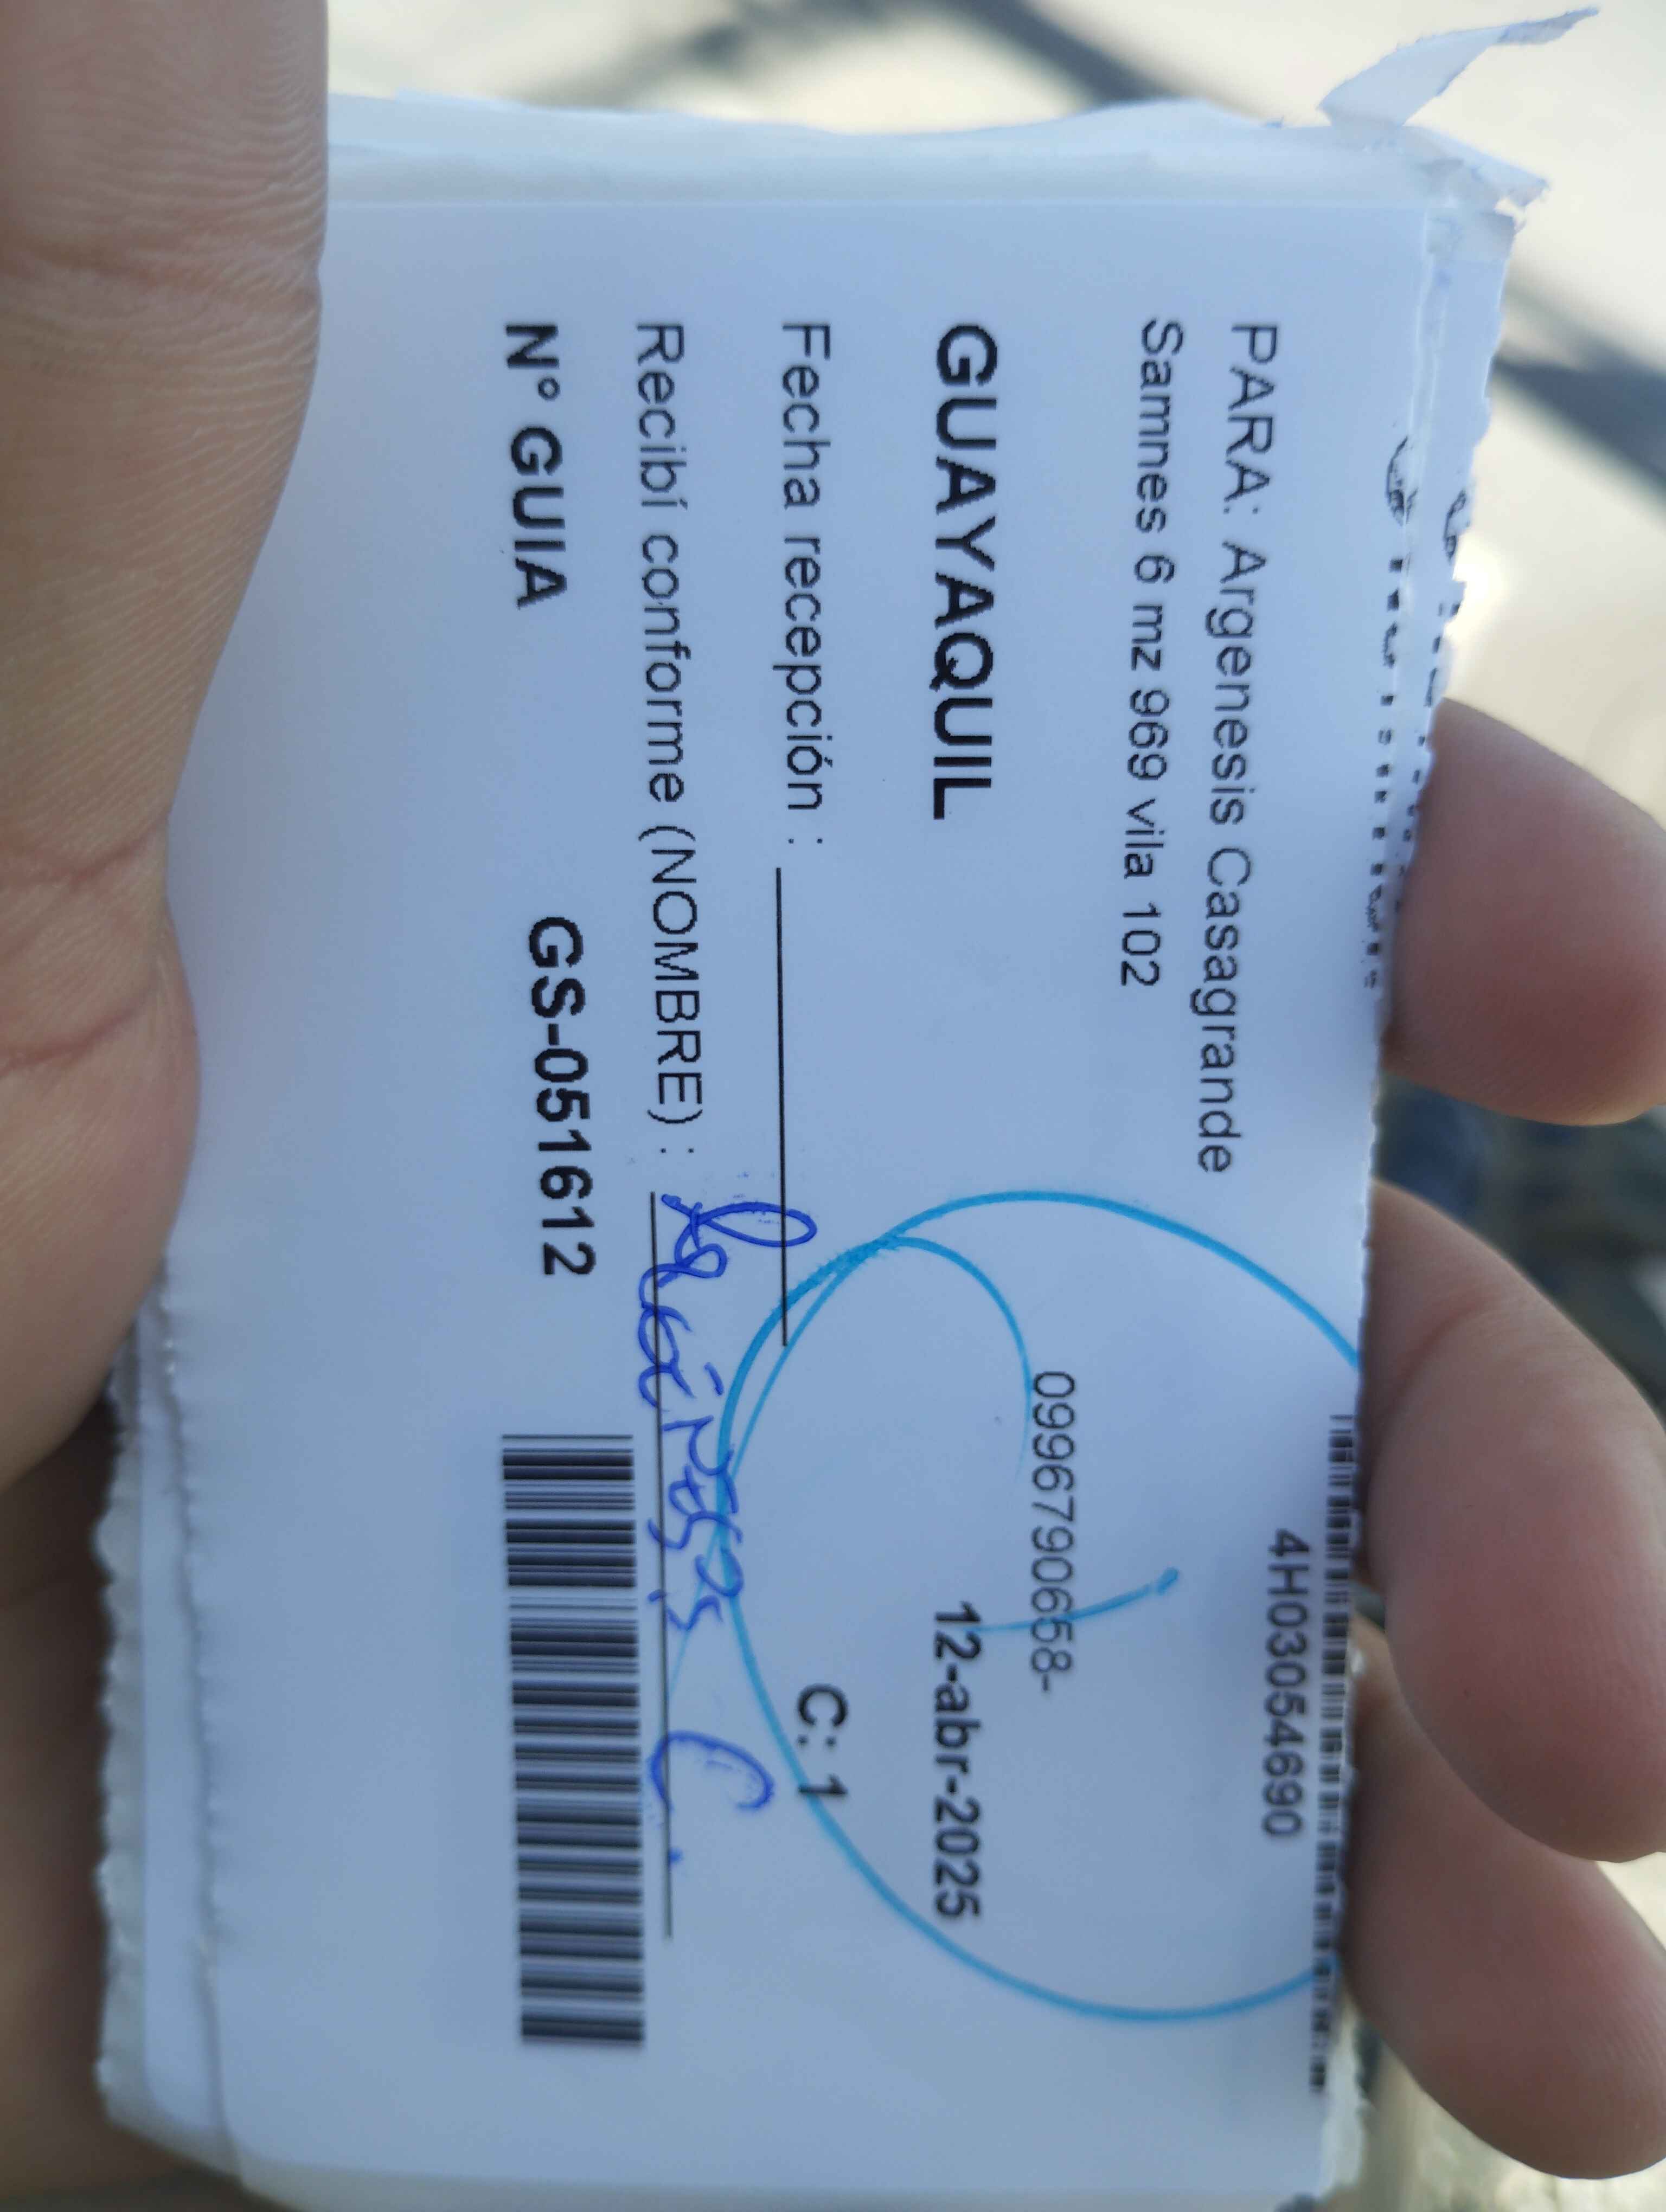 4H03054690
PARA: Argenesis Casagrande
Samnes 6 mz 969 vila 102
0996790658-
GUAYAQUIL
12-abr-2025
Fecha recepción :
C: 1
Recibí conforme (NOMBRE) :
N° GUIA
GS-051612